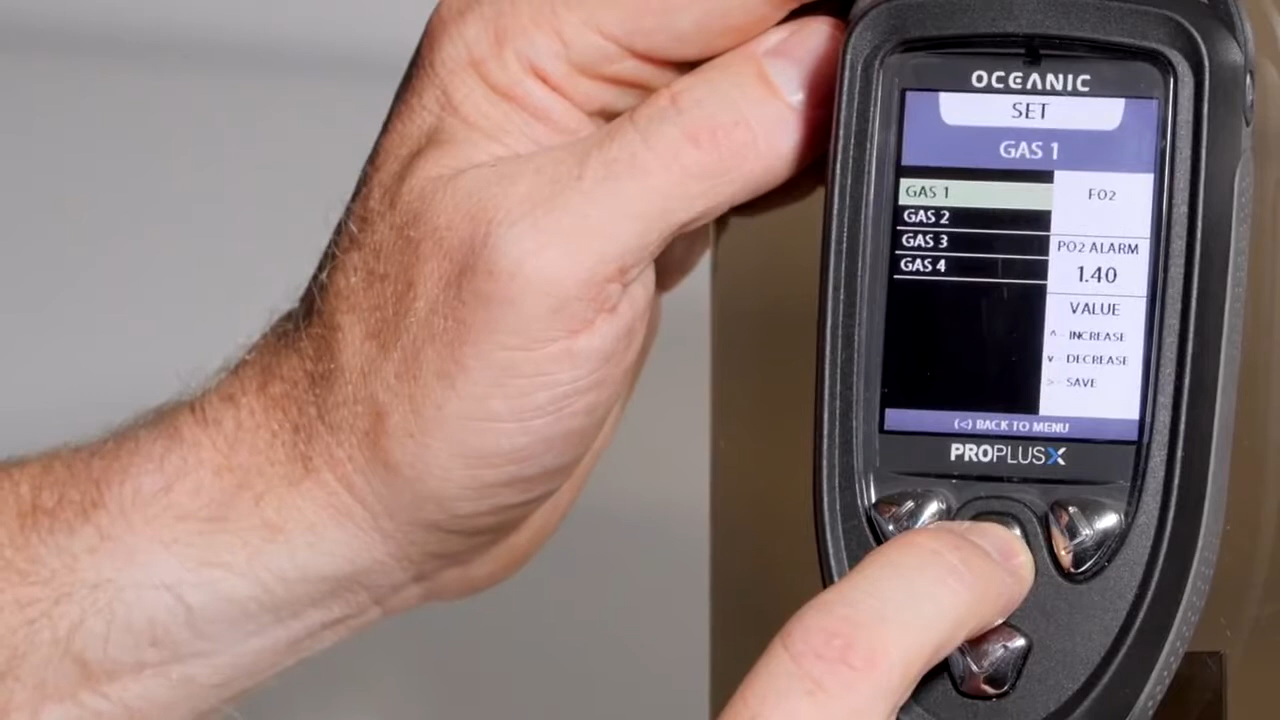 OCEANIC
SET
GAS 1
GAS 1
GAS 2
GAS 3
GAS 4
FO2
PO2 ALARM
1.40
VALUE
^ - INCREASE
v - DECREASE
> - SAVE
(<) BACK TO MENU
PROPLUSX